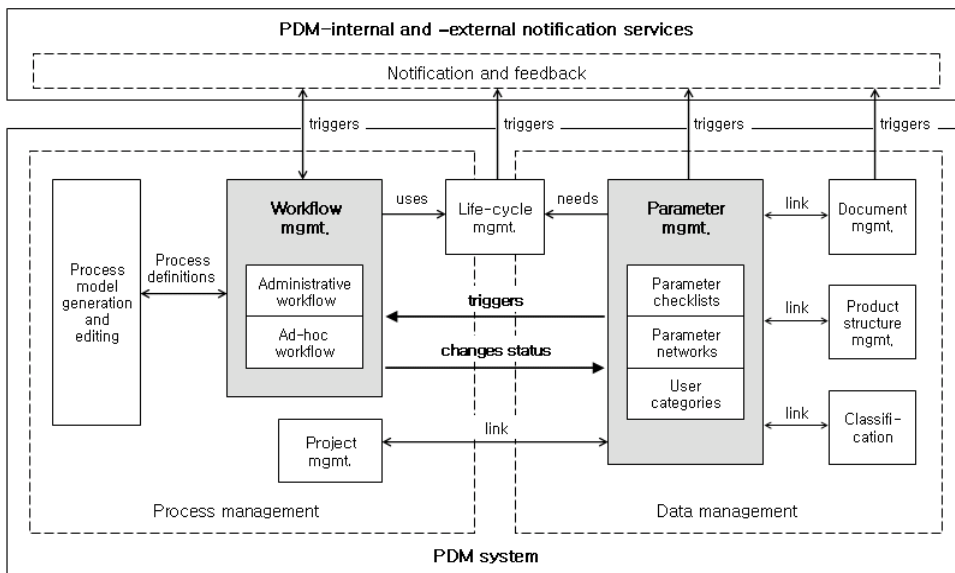 PDM-internal and -external notification services
Notification and feedback
triggers
triggers
triggers
triggers
Workflow
mgmt.
uses
Life-cycle
mgmt.
needs
Parameter
mgmt.
link
Document
mgmt.
Process
model
generation
and
editing
Process
definitions
Administrative
workflow
Ad-hoc
workflow
triggers
changes status
Parameter
checklists
Parameter
networks
User
categories
link
Product
structure
mgmt.
link
Classifi-
cation
Project
mgmt.
link
Process management
Data management
PDM system